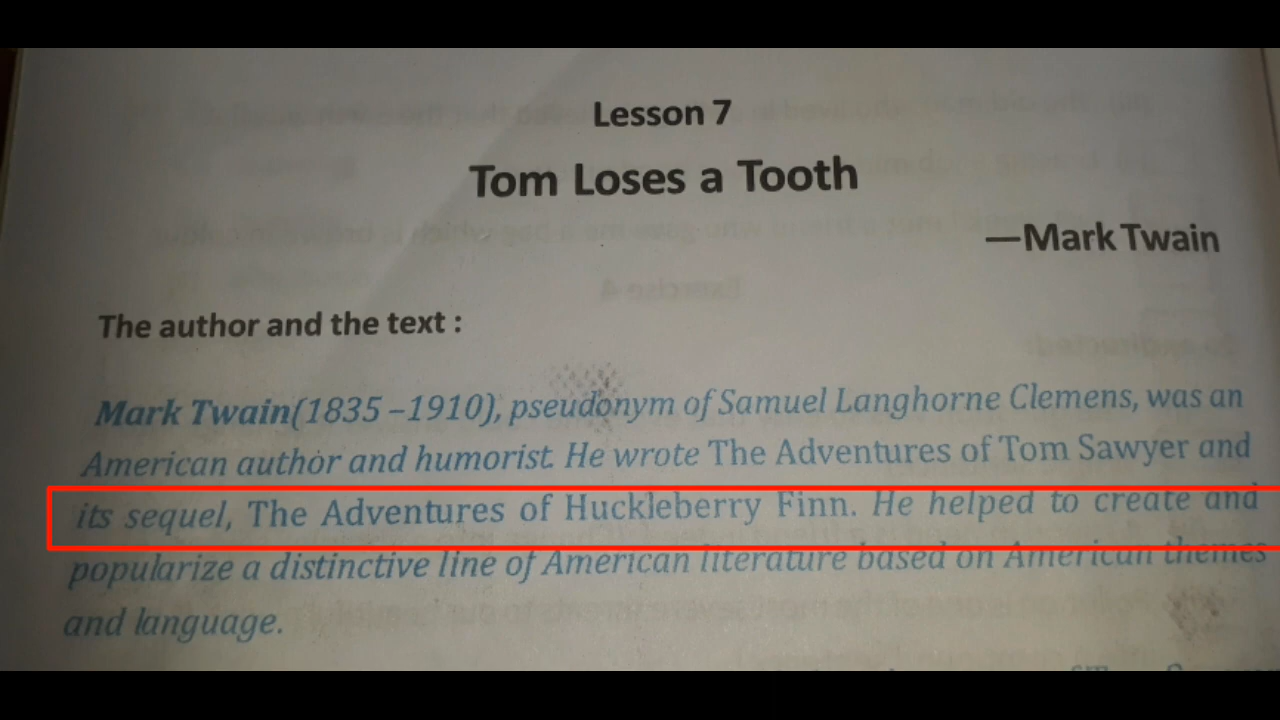 Lesson 7
Tom Loses a Tooth
—Mark Twain
The author and the text :
Mark Twain(1835 –1910), pseudonym of Samuel Langhorne Clemens, was an
American author and humorist. He wrote The Adventures of Tom Sawyer and
its sequel, The Adventures of Huckleberry Finn. He helped to create and
popularize a distinctive line of American literature based on American themes
and language.